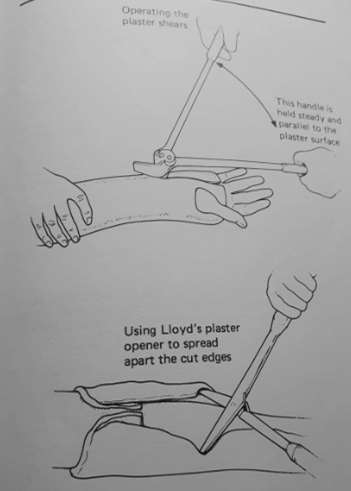 Operating the
plaster shears
This handle is
held steady and
parallel to the
plaster surface
Using Lloyd's plaster
opener to spread
apart the cut edges